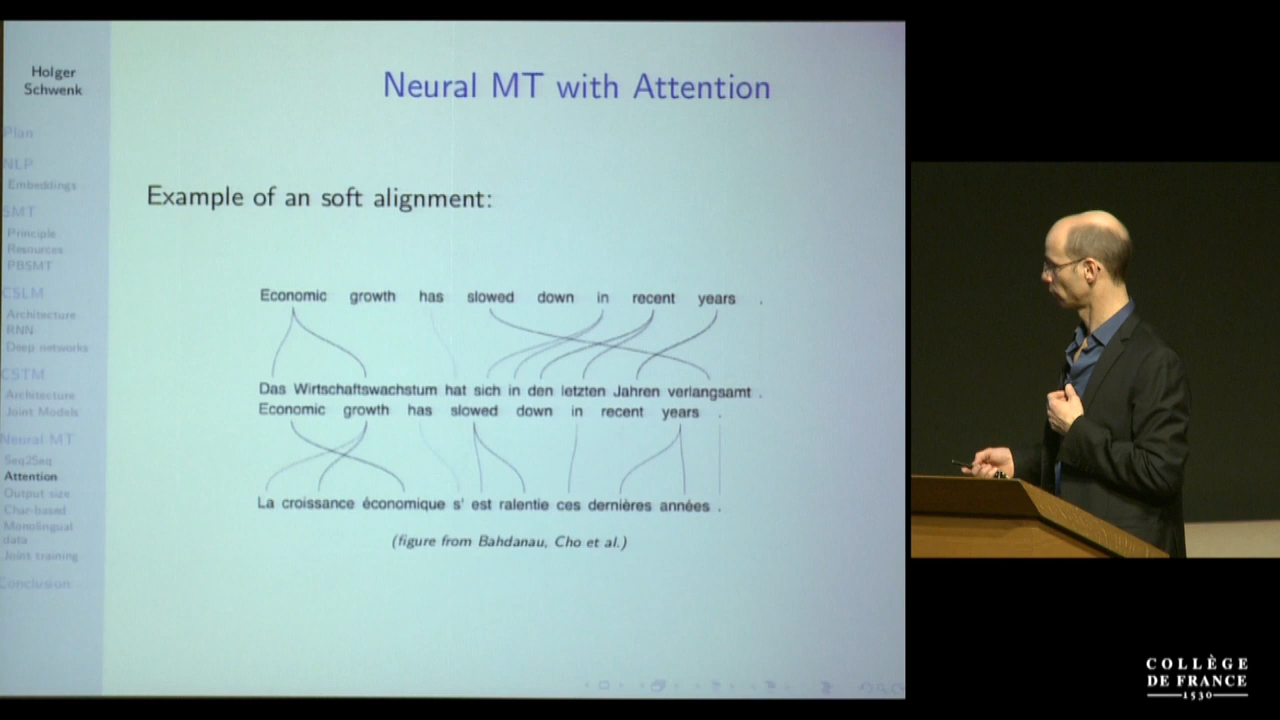 Holger
Schwenk
Plan
NLP
Embeddings
SMT
Principle
Resources
PBSMT
CSLM
Architecture
RNN
Deep networks
CSTM
Architecture
Joint Models
Neural MT
Seq2Seq
Attention
Output size
Char-based
Monolingual
data
Joint training
Conclusion
Neural MT with Attention
Example of an soft alignment:
Economic growth has slowed down in recent years .
Das Wirtschaftswachstum hat sich in den letzten Jahren verlangsamt .
Economic growth has slowed down in recent years .
La croissance économique s' est ralentie ces dernières années .
(figure from Bahdanau, Cho et al.)
COLLÈGE
DE FRANCE
1530